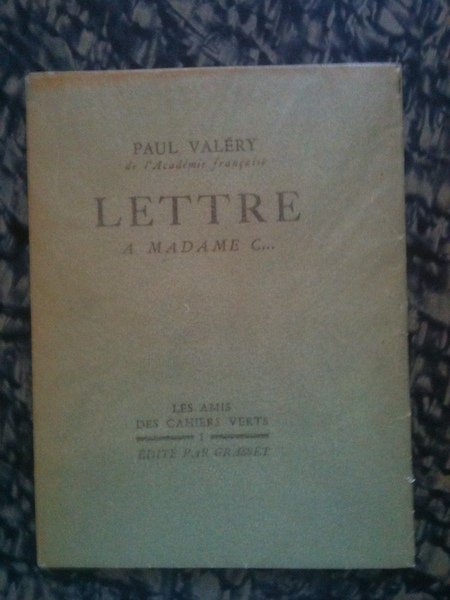 PAUL VALÉRY
de l'Académie française
LETTRE
A MADAME C...
LES AMIS
DES CAHIERS VERTS
1
ÉDITÉ PAR GRASSET